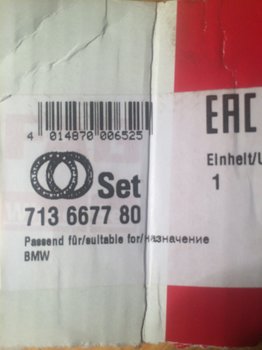 4 014870 006525
EAC
Set
Einheit/U
1
713 6677 80
Passend für/suitable for/назначение
BMW